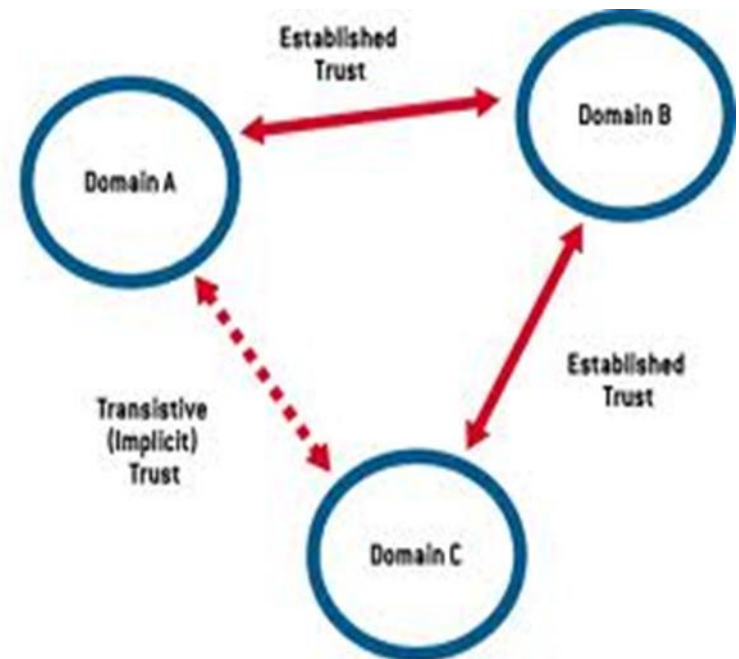 Established
Trust
Domain B
Domain A
Established
Trust
Transistive
(Implicit)
Trust
Domain C